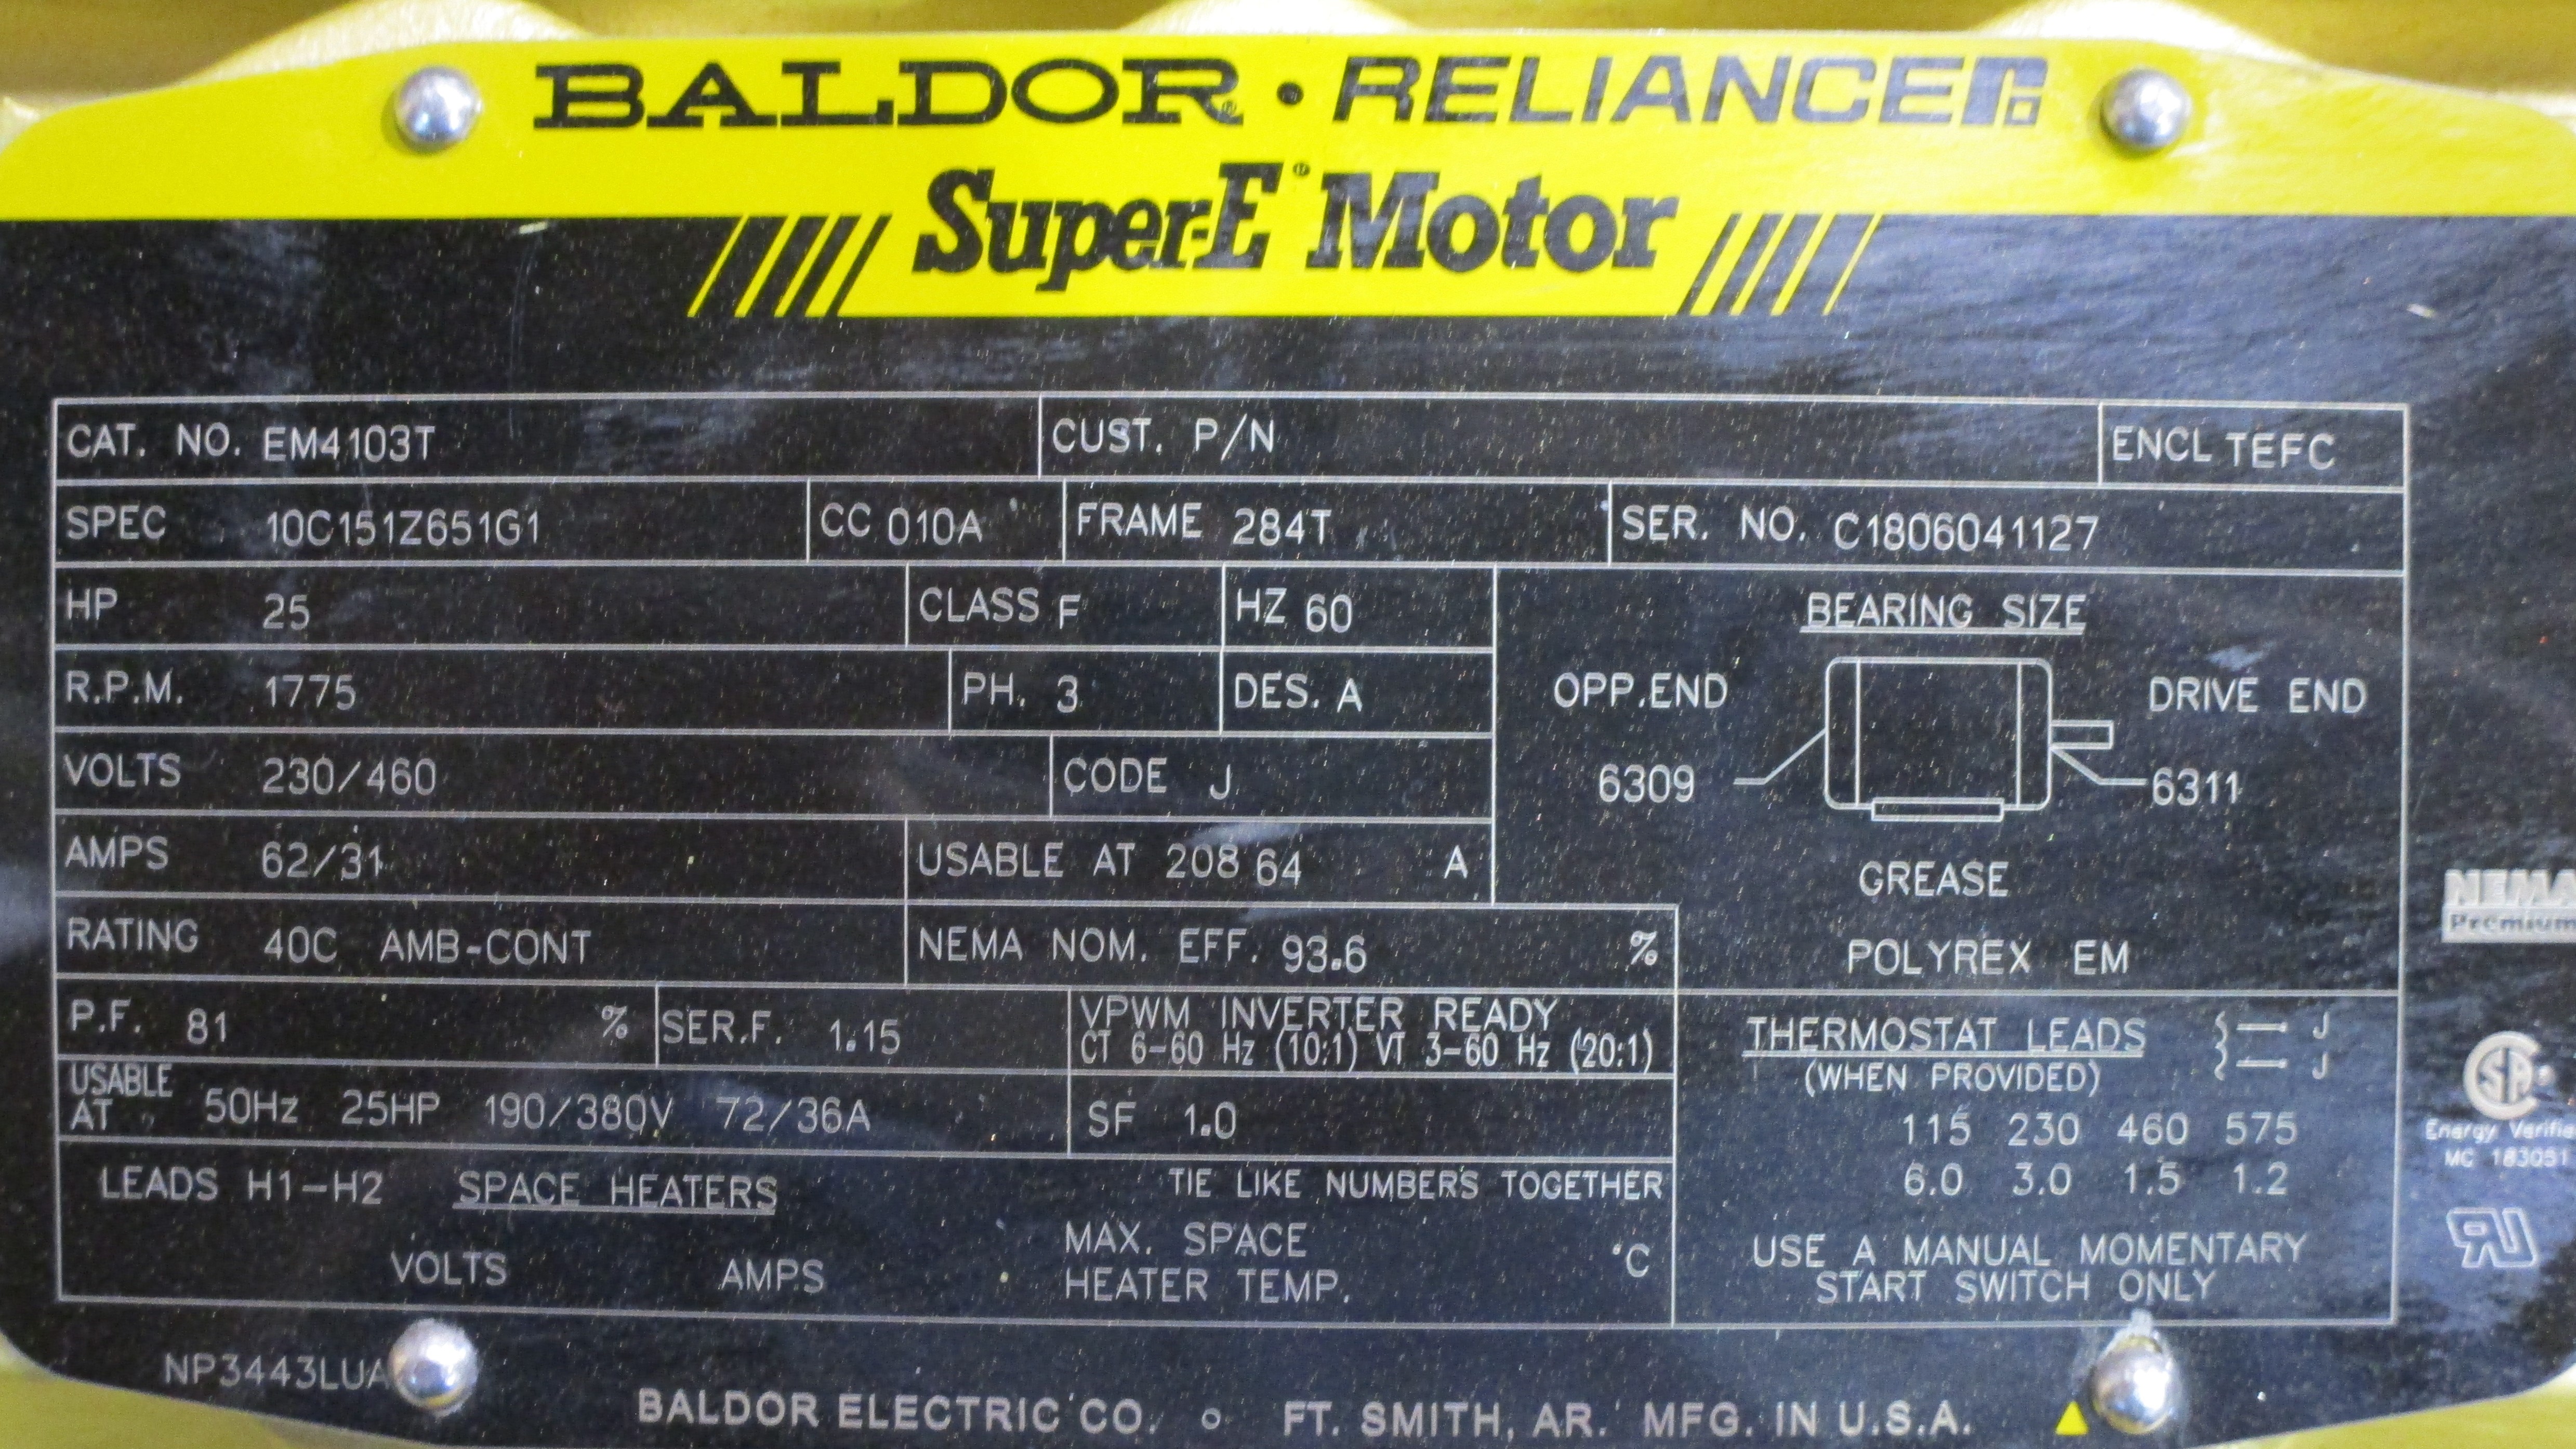 BALDOR® • RELIANCE
SuperE® Motor
CAT. NO. EM4103T CUST. P/N ENCL TEFC
SPEC 10C151Z651G1 CC 010A FRAME 284T SER. NO. C1806041127
HP 25 CLASS F HZ 60
BEARING SIZE
R.P.M. 1775 PH. 3 DES. A
OPP.END DRIVE END
VOLTS 230/460 CODE J
6309 6311
AMPS 62/31 USABLE AT 208 64 A
GREASE
RATING 40C AMB-CONT NEMA NOM. EFF. 93.6 %
POLYREX EM
P.F. 81 % SER.F. 1.15
VPWM INVERTER READY
CT 6-60 Hz (10:1) VT 3-60 Hz (20:1)
THERMOSTAT LEADS J
(WHEN PROVIDED) J
USABLE
AT 50Hz 25HP 190/380V 72/36A SF 1.0
115 230 460 575
6.0 3.0 1.5 1.2
LEADS H1-H2 SPACE HEATERS TIE LIKE NUMBERS TOGETHER
VOLTS AMPS
MAX. SPACE
HEATER TEMP. °C
USE A MANUAL MOMENTARY
START SWITCH ONLY
NEMA
Premium
SA
Energy
MC 183051
RU
NP3443LUA
BALDOR ELECTRIC CO. ○ FT. SMITH, AR. MFG. IN U.S.A.